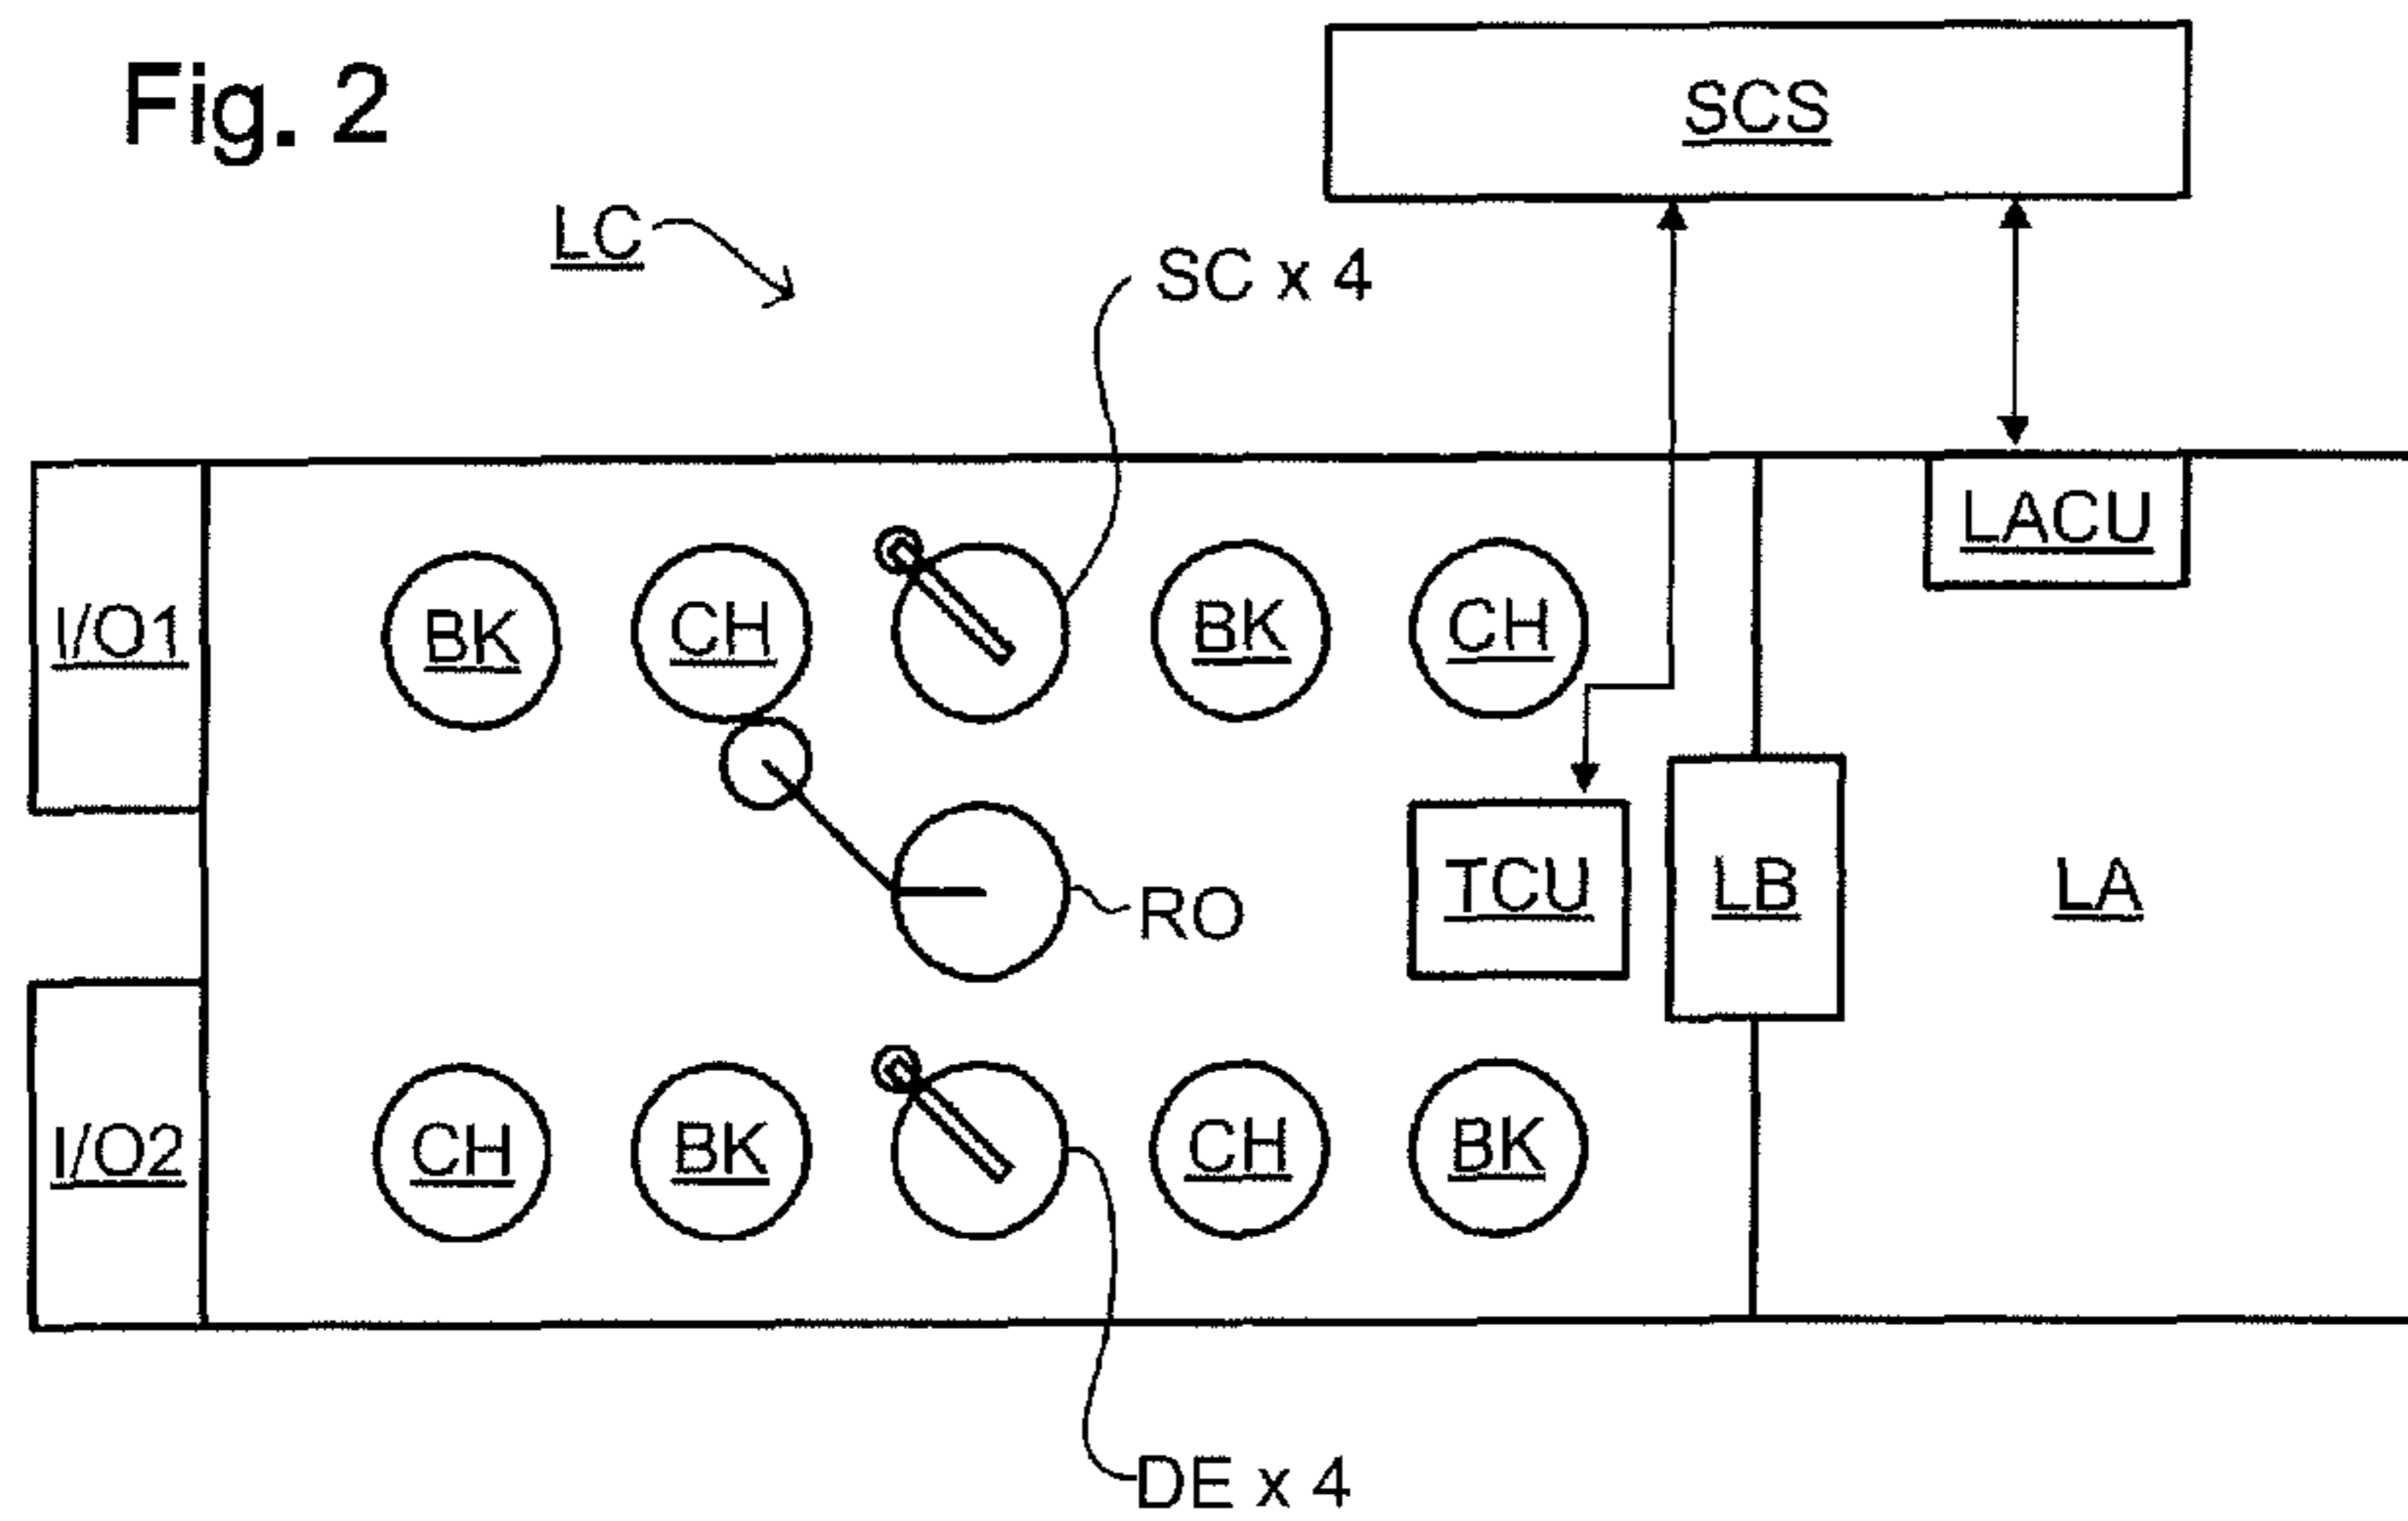 Fig. 2
SCS
LC
SC x 4
LACU
I/O1
BK
CH
BK
CH
RO
TCU
LB
LA
I/O2
CH
BK
CH
BK
DE x 4